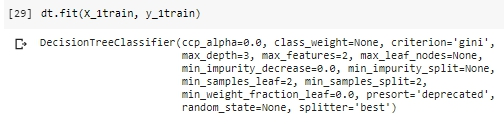 [29] dt.fit(X_1train, y_1train)
DecisionTreeClassifier(ccp_alpha=0.0, class_weight=None, criterion='gini',
max_depth=3, max_features=2, max_leaf_nodes=None,
min_impurity_decrease=0.0, min_impurity_split=None,
min_samples_leaf=2, min_samples_split=2,
min_weight_fraction_leaf=0.0, presort='deprecated',
random_state=None, splitter='best')